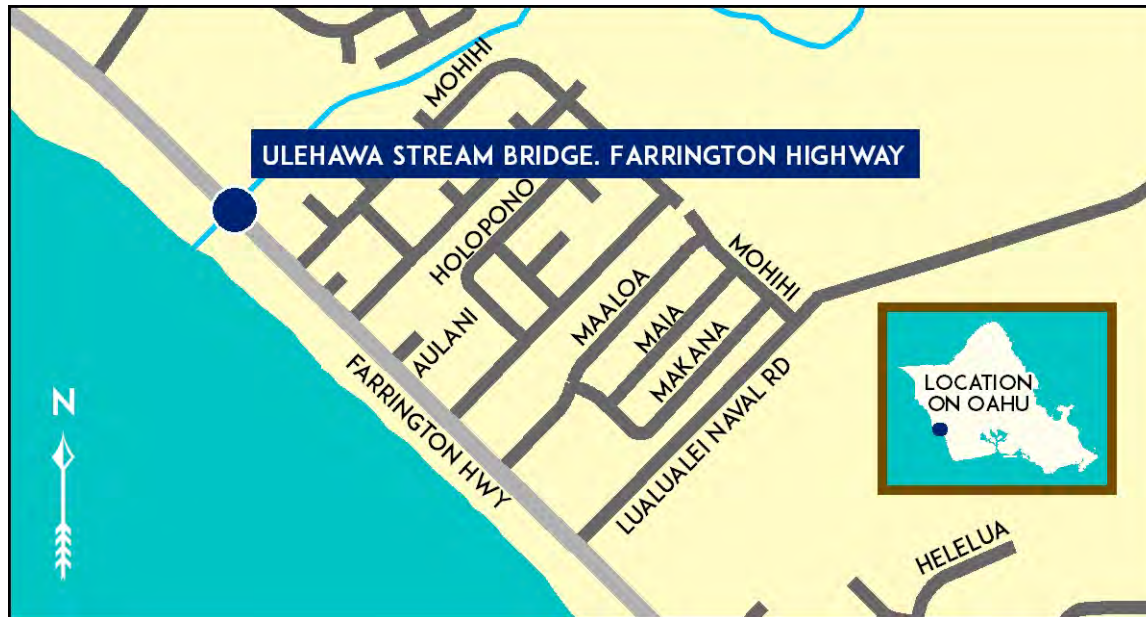 MOHIHI
ULEHAWA STREAM BRIDGE. FARRINGTON HIGHWAY
HOLOPONO
MOHIHI
AULANI
MAALOA
MAIA
MAKANA
FARRINGTON HWY
LUALUALEI NAVAL RD
LOCATION
ON OAHU
N
HELELUA